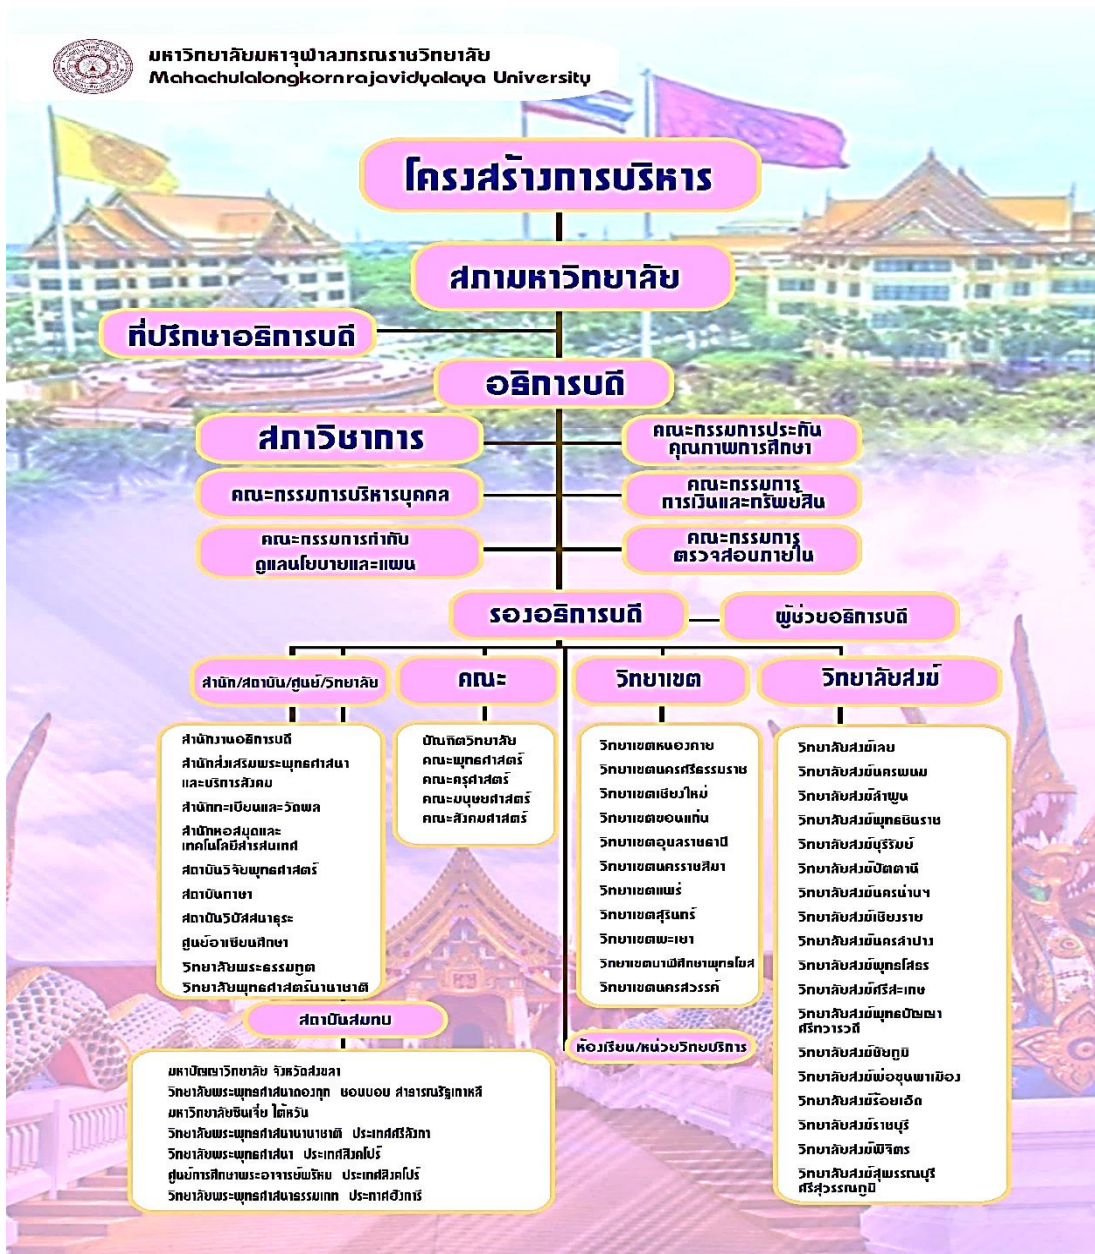 มหาวิทยาลัยมหาจุฬาลงกรณราชวิทยาลัย
Mahachulalongkornrajavidyalaya University
โครงสร้างการบริหาร
สภามหาวิทยาลัย
ที่ปรึกษาอธิการบดี
อธิการบดี
สภาวิชาการ
คณะกรรมการประกัน
คุณภาพการศึกษา
คณะกรรมการบริหารบุคคล
คณะกรรมการ
การเงินและทรัพย์สิน
คณะกรรมการกำกับ
ดูแลนโยบายและแผน
คณะกรรมการ
ตรวจสอบภายใน
รองอธิการบดี
ผู้ช่วยอธิการบดี
สำนัก/สถาบัน/ศูนย์/วิทยาลัย
สำนักงานอธิการบดี
สำนักส่งเสริมพระพุทธศาสนา
และบริการสังคม
สำนักทะเบียนและวัดผล
สำนักหอสมุดและ
เทคโนโลยีสารสนเทศ
สถาบันวิจัยพุทธศาสตร์
สถาบันภาษา
สถาบันวิปัสสนาธุระ
ศูนย์อาเซียนศึกษา
วิทยาลัยพระธรรมทูต
วิทยาลัยพุทธศาสตร์นานาชาติ
คณะ
บัณฑิตวิทยาลัย
คณะพุทธศาสตร์
คณะครุศาสตร์
คณะมนุษยศาสตร์
คณะสังคมศาสตร์
วิทยาเขต
วิทยาเขตหนองคาย
วิทยาเขตนครศรีธรรมราช
วิทยาเขตเชียงใหม่
วิทยาเขตขอนแก่น
วิทยาเขตอุบลราชธานี
วิทยาเขตนครราชสีมา
วิทยาเขตแพร่
วิทยาเขตสุรินทร์
วิทยาเขตพะเยา
วิทยาเขตบาฬีศึกษาพุทธโฆส
วิทยาเขตนครสวรรค์
วิทยาลัยสงฆ์
วิทยาลัยสงฆ์เลย
วิทยาลัยสงฆ์นครพนม
วิทยาลัยสงฆ์ลำพูน
วิทยาลัยสงฆ์พุทธชินราช
วิทยาลัยสงฆ์บุรีรัมย์
วิทยาลัยสงฆ์ปัตตานี
วิทยาลัยสงฆ์นครน่านฯ
วิทยาลัยสงฆ์เชียงราย
วิทยาลัยสงฆ์นครลำปาง
วิทยาลัยสงฆ์พุทธโสธร
วิทยาลัยสงฆ์ศรีสะเกษ
วิทยาลัยสงฆ์พุทธปัญญา
ศรีทวารวดี
วิทยาลัยสงฆ์ชัยภูมิ
วิทยาลัยสงฆ์พ่อขุนผาเมือง
วิทยาลัยสงฆ์ร้อยเอ็ด
วิทยาลัยสงฆ์ราชบุรี
วิทยาลัยสงฆ์พิจิตร
วิทยาลัยสงฆ์สุพรรณบุรี
ศรีสุวรรณภูมิ
สถาบันสมทบ
มหาปัญญาวิทยาลัย จังหวัดสงขลา
วิทยาลัยพระพุทธศาสนาดองกุก ชอนบอบ สาธารณรัฐเกาหลี
มหาวิทยาลัยชินเจี๋ย ไต้หวัน
วิทยาลัยพระพุทธศาสนานานาชาติ ประเทศศรีลังกา
วิทยาลัยพระพุทธศาสนา ประเทศสิงคโปร์
ศูนย์การศึกษาพระอาจารย์พรัหม ประเทศสิงคโปร์
วิทยาลัยพระพุทธศาสนาธรรมเกท ประกาศฮังการี
ห้องเรียน/หน่วยวิทยบริการ